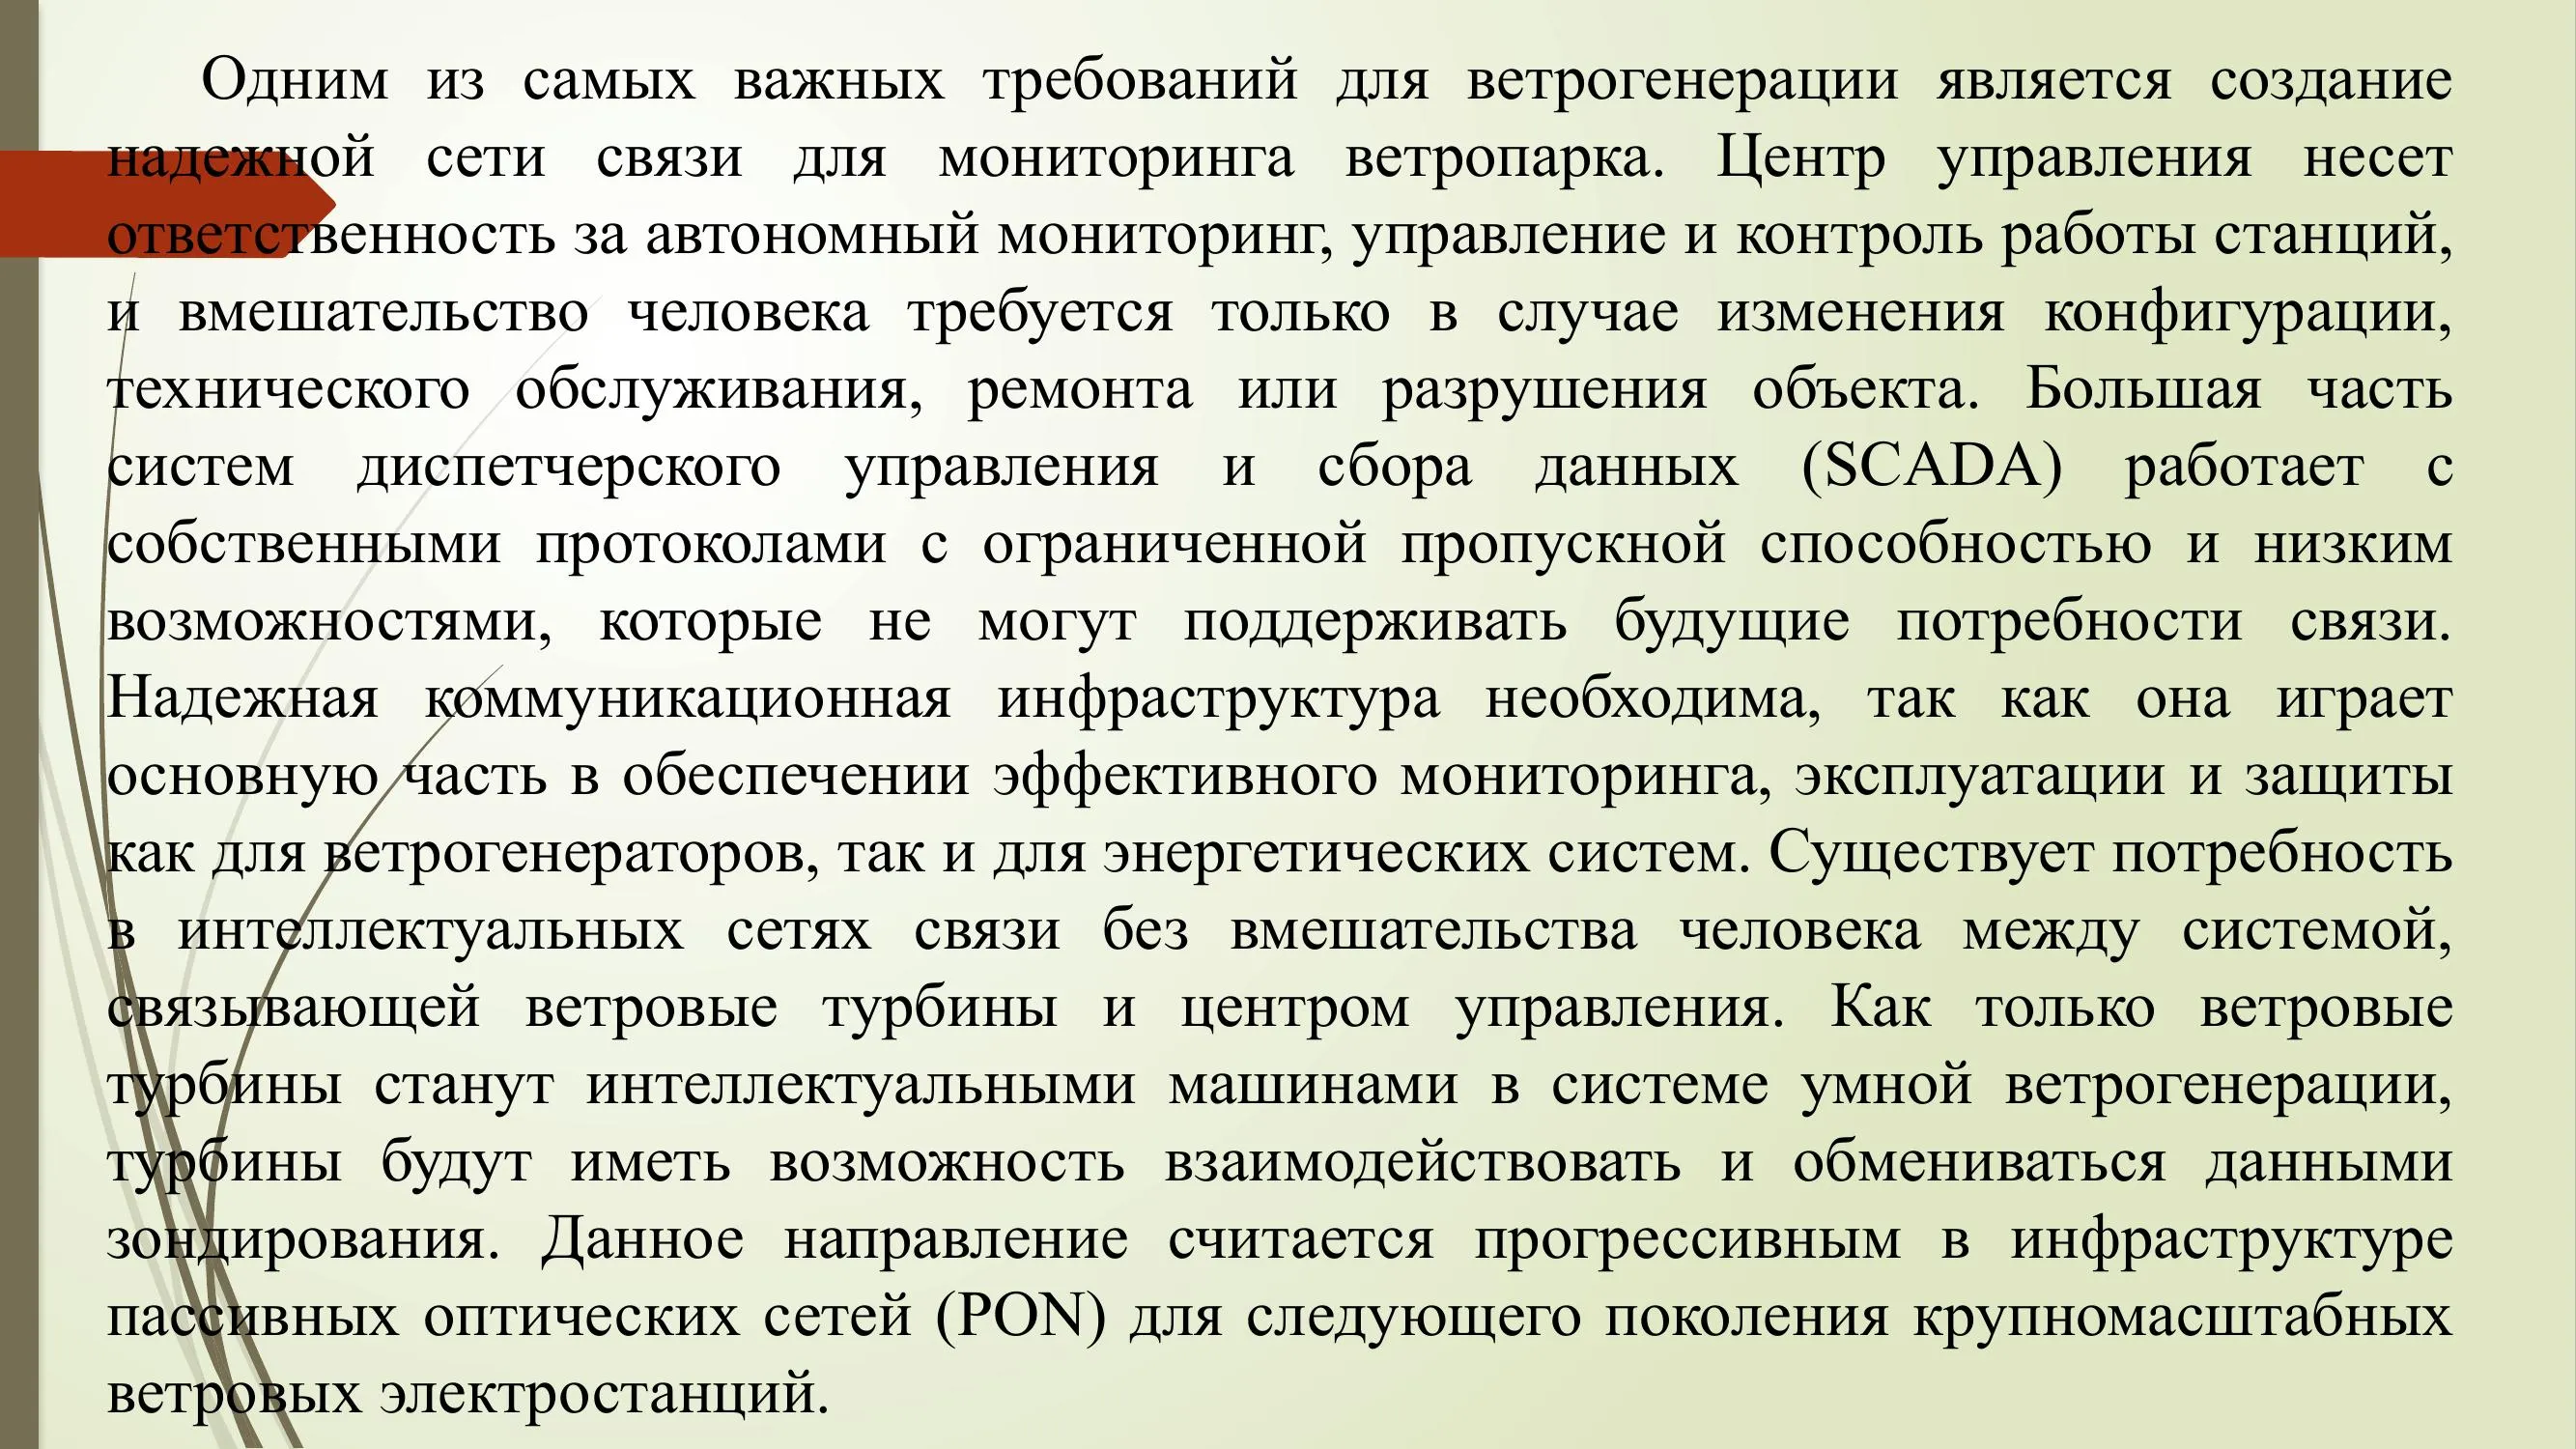 Одним из самых важных требований для ветрогенерации является создание
надежной сети связи для мониторинга ветропарка. Центр управления несет
ответственность за автономный мониторинг, управление и контроль работы станций,
и вмешательство человека требуется только в случае изменения конфигурации,
технического обслуживания, ремонта или разрушения объекта. Большая часть
систем диспетчерского управления и сбора данных (SCADA) работает с
собственными протоколами с ограниченной пропускной способностью и низким
возможностями, которые не могут поддерживать будущие потребности связи.
Надежная коммуникационная инфраструктура необходима, так как она играет
основную часть в обеспечении эффективного мониторинга, эксплуатации и защиты
как для ветрогенераторов, так и для энергетических систем. Существует потребность
в интеллектуальных сетях связи без вмешательства человека между системой,
связывающей ветровые турбины и центром управления. Как только ветровые
турбины станут интеллектуальными машинами в системе умной ветрогенерации,
турбины будут иметь возможность взаимодействовать и обмениваться данными
зондирования. Данное направление считается прогрессивным в инфраструктуре
пассивных оптических сетей (PON) для следующего поколения крупномасштабных
ветровых электростанций.